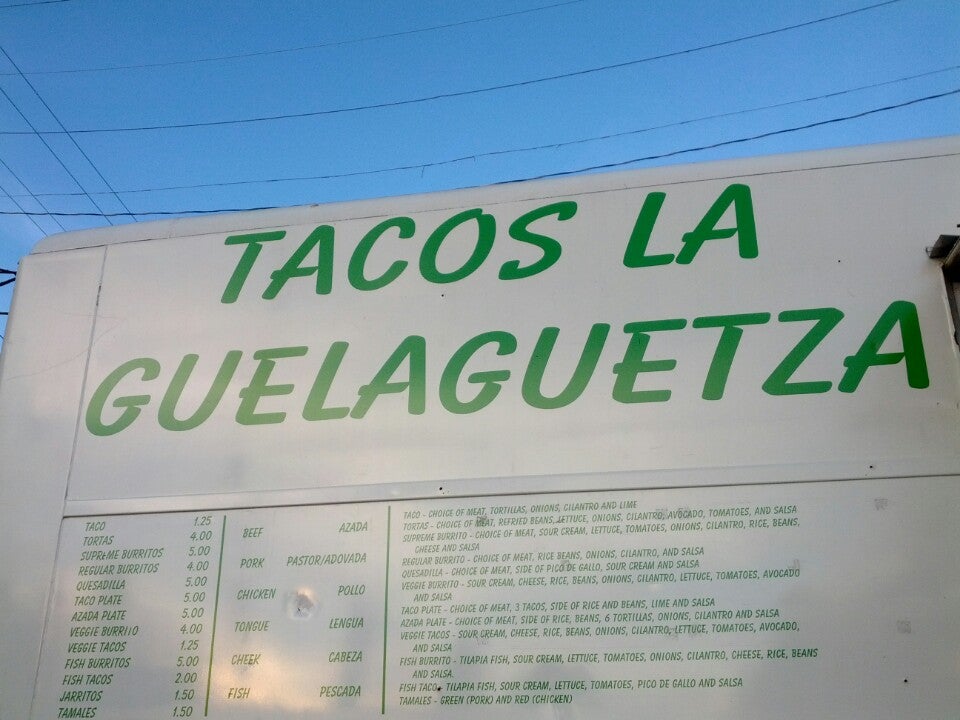 TACOS LA
GUELAGUETZA
TACO 1.25
TORTAS 4.00
SUPREME BURRITOS 5.00
REGULAR BURRITOS 4.00
QUESADILLA 5.00
TACO PLATE 5.00
AZADA PLATE 5.00
VEGGIE BURRITO 4.00
VEGGIE TACOS 1.25
FISH BURRITOS 5.00
FISH TACOS 2.00
JARRITOS 1.50
TAMALES 1.50
BEEF AZADA
PORK PASTOR/ADOVADA
CHICKEN POLLO
TONGUE LENGUA
CHEEK CABEZA
FISH PESCADA
TACO - CHOICE OF MEAT, TORTILLAS, ONIONS, CILANTRO AND LIME
TORTAS - CHOICE OF MEAT, REFRIED BEANS, LETTUCE, ONIONS, CILANTRO, AVOCADO, TOMATOES, AND SALSA
SUPREME BURRITO - CHOICE OF MEAT, SOUR CREAM, LETTUCE, TOMATOES, ONIONS, CILANTRO, RICE, BEANS,
CHEESE AND SALSA
REGULAR BURRITO - CHOICE OF MEAT, RICE BEANS, ONIONS, CILANTRO, AND SALSA
QUESADILLA - CHOICE OF MEAT, SIDE OF PICO DE GALLO, SOUR CREAM AND SALSA
VEGGIE BURRITO - SOUR CREAM, CHEESE, RICE, BEANS, ONIONS, CILANTRO, LETTUCE, TOMATOES, AVOCADO
AND SALSA
TACO PLATE - CHOICE OF MEAT, 3 TACOS, SIDE OF RICE AND BEANS, LIME AND SALSA
AZADA PLATE - CHOICE OF MEAT, SIDE OF RICE, BEANS, 6 TORTILLAS, ONIONS, CILANTRO AND SALSA
VEGGIE TACOS - SOUR CREAM, CHEESE, RICE, BEANS, ONIONS, CILANTRO, LETTUCE, TOMATOES, AVOCADO,
AND SALSA
FISH BURRITO - TILAPIA FISH, SOUR CREAM, LETTUCE, TOMATOES, ONIONS, CILANTRO, CHEESE, RICE, BEANS
AND SALSA.
FISH TACO - TILAPIA FISH, SOUR CREAM, LETTUCE, TOMATOES, PICO DE GALLO AND SALSA
TAMALES - GREEN (PORK) AND RED (CHICKEN)